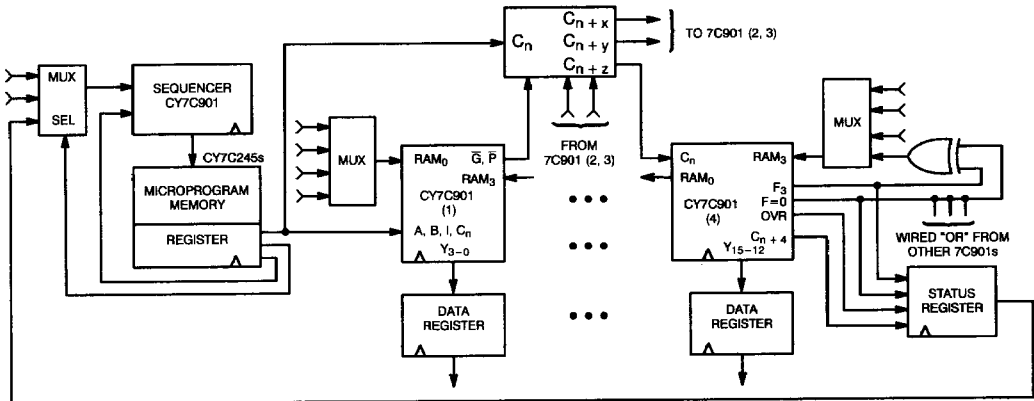 MUX
SEL
SEQUENCER
CY7C901
CY7C245s
MICROPROGRAM
MEMORY
REGISTER
MUX
Cn
Cn + x
Cn + y
Cn + z
TO 7C901 (2, 3)
FROM
7C901 (2, 3)
RAM0
G, P
RAM3
CY7C901
(1)
A, B, I, Cn
Y3-0
DATA
REGISTER
Cn
RAM3
RAM0
F3
CY7C901
F=0
(4)
OVR
Cn + 4
Y15-12
DATA
REGISTER
MUX
WIRED "OR" FROM
OTHER 7C901s
STATUS
REGISTER